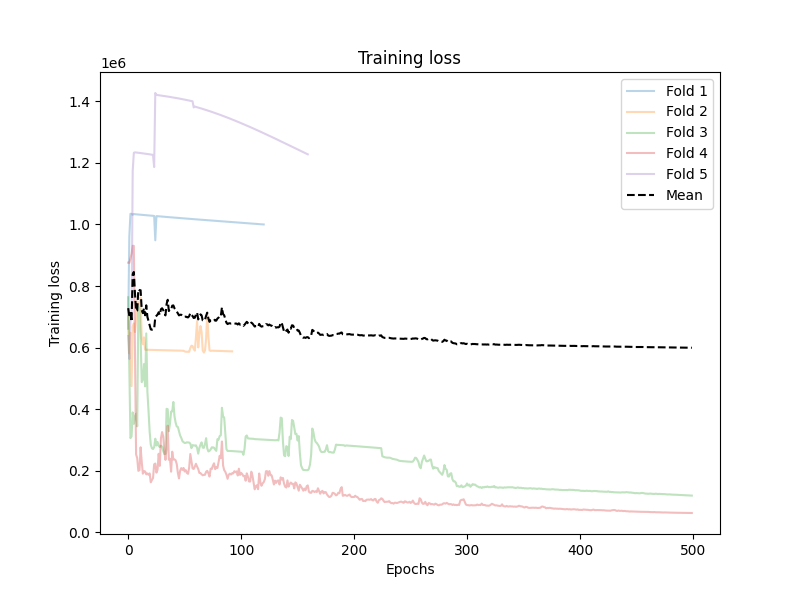 Training loss
1e6
Fold 1
Fold 2
Fold 3
Fold 4
Fold 5
Mean
1.4
1.2
1.0
0.8
0.6
0.4
0.2
0.0
Training loss
0 100 200 300 400 500
Epochs